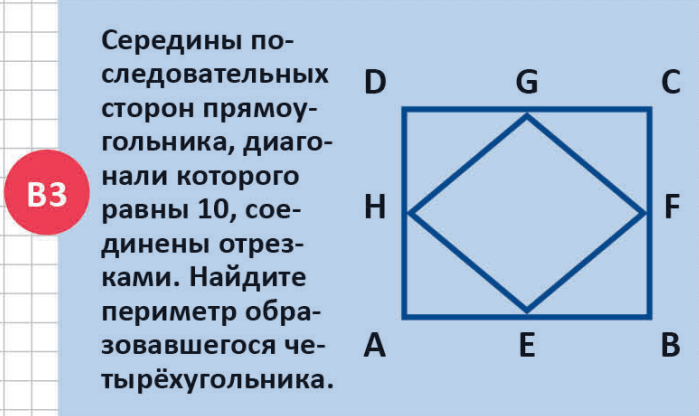 Середины по-
следовательных
сторон прямоу-
гольника, диаго-
нали которого
равны 10, сое-
динены отрез-
ками. Найдите
периметр обра-
зовавшегося че-
тырёхугольника.
B3
D G C
H F
A E B